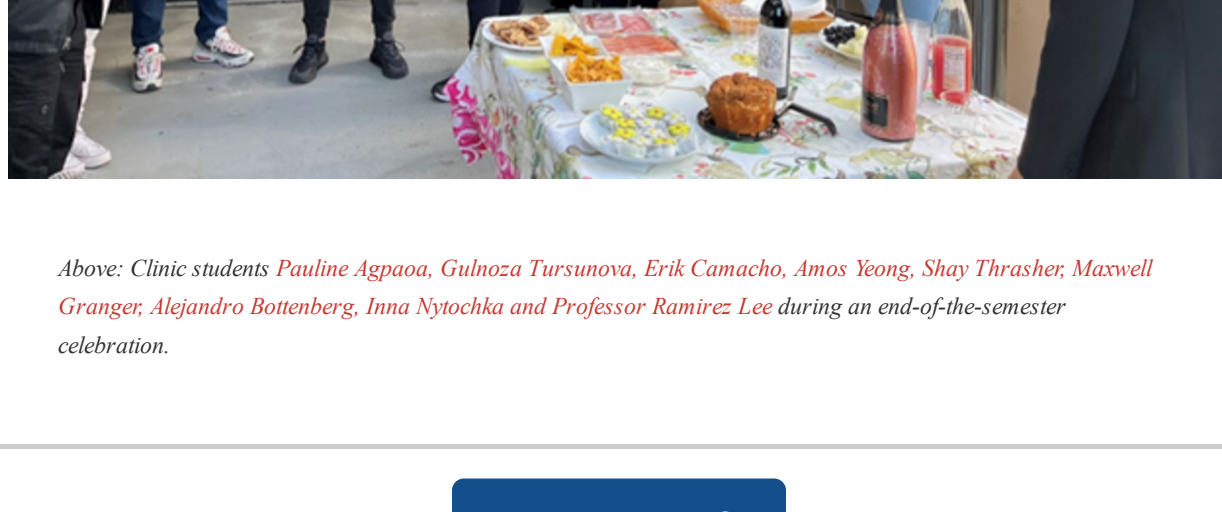 Above: Clinic students Pauline Agpaoa, Gulnoza Tursunova, Erik Camacho, Amos Yeong, Shay Thrasher, Maxwell
Granger, Alejandro Bottenberg, Inna Nytochka and Professor Ramirez Lee during an end-of-the-semester
celebration.